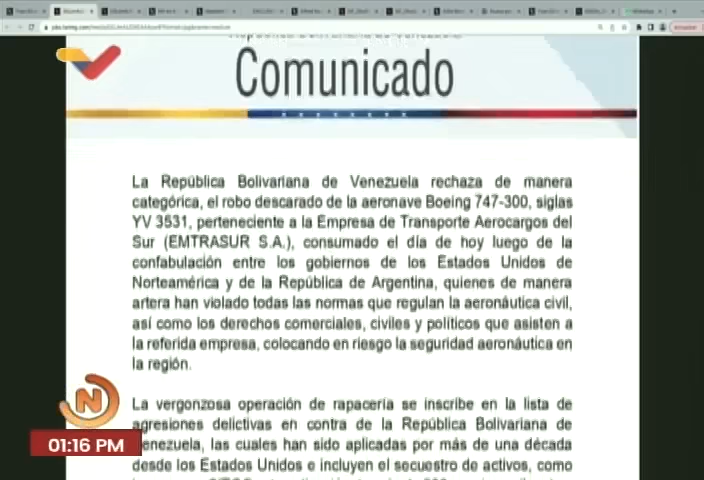 Comunicado
La República Bolivariana de Venezuela rechaza de manera
categórica, el robo descarado de la aeronave Boeing 747-300, siglas
YV 3531, perteneciente a la Empresa de Transporte Aerocargos del
Sur (EMTRASUR S.A.), consumado el día de hoy luego de la
confabulación entre los gobiernos de los Estados Unidos de
Norteamérica y de la República de Argentina, quienes de manera
artera han violado todas las normas que regulan la aeronáutica civil,
así como los derechos comerciales, civiles y políticos que asisten a
la referida empresa, colocando en riesgo la seguridad aeronáutica en
la región.
La vergonzosa operación de rapacería se inscribe en la lista de
agresiones delictivas en contra de la República Bolivariana de
Venezuela, las cuales han sido aplicadas por más de una década
desde los Estados Unidos e incluyen el secuestro de activos, como
N
01:16 PM